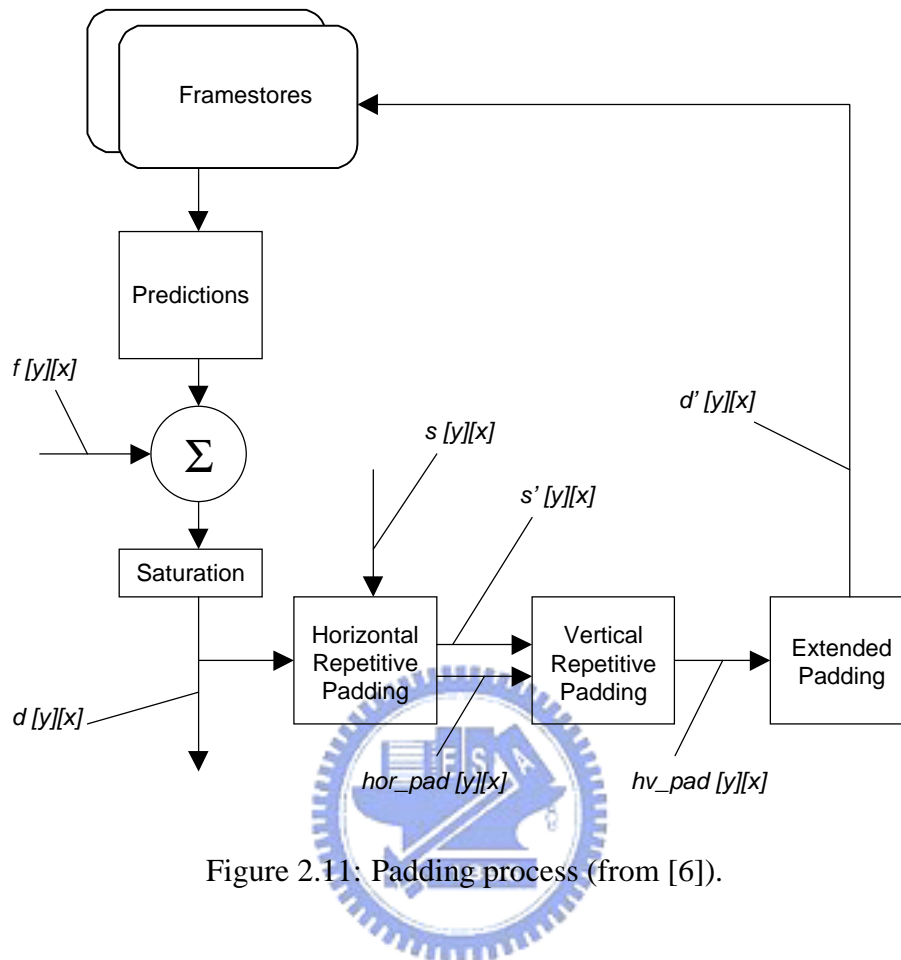 Framestores
Predictions
f [y][x]
Σ
s [y][x]
s’ [y][x]
d’ [y][x]
Saturation
Horizontal
Repetitive
Padding
Vertical
Repetitive
Padding
Extended
Padding
d [y][x]
hor_pad [y][x]
hv_pad [y][x]
Figure 2.11: Padding process (from [6]).